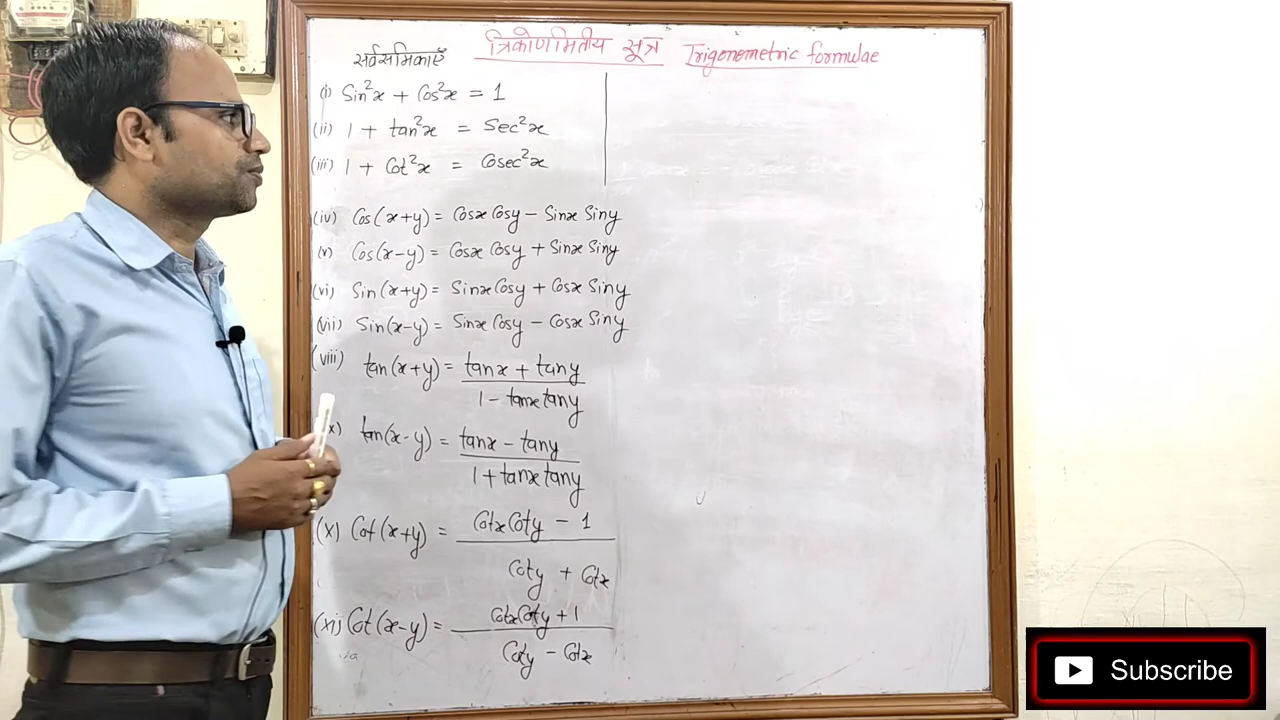 त्रिकोणमितीय सूत्र Trigonometric formulae
सर्वसमिकाएँ
(i) Sin²x + Cos²x = 1
(ii) 1 + tan²x = Sec²x
(iii) 1 + Cot²x = Cosec²x
(iv) Cos(x+y) = Cosx Cosy - Sinx Siny
(v) Cos(x-y) = Cosx Cosy + Sinx Siny
(vi) Sin(x+y) = Sinx Cosy + Cosx Siny
(vii) Sin(x-y) = Sinx Cosy - Cosx Siny
(viii) tan(x+y) = tanx + tany
1 - tanx tany
x) tan(x-y) = tanx - tany
1 + tanx tany
(x) Cot(x+y) = Cotx Coty - 1
Coty + Cotx
(xi) Cot(x-y) = Cotx Coty + 1
Coty - Cotx
Subscribe